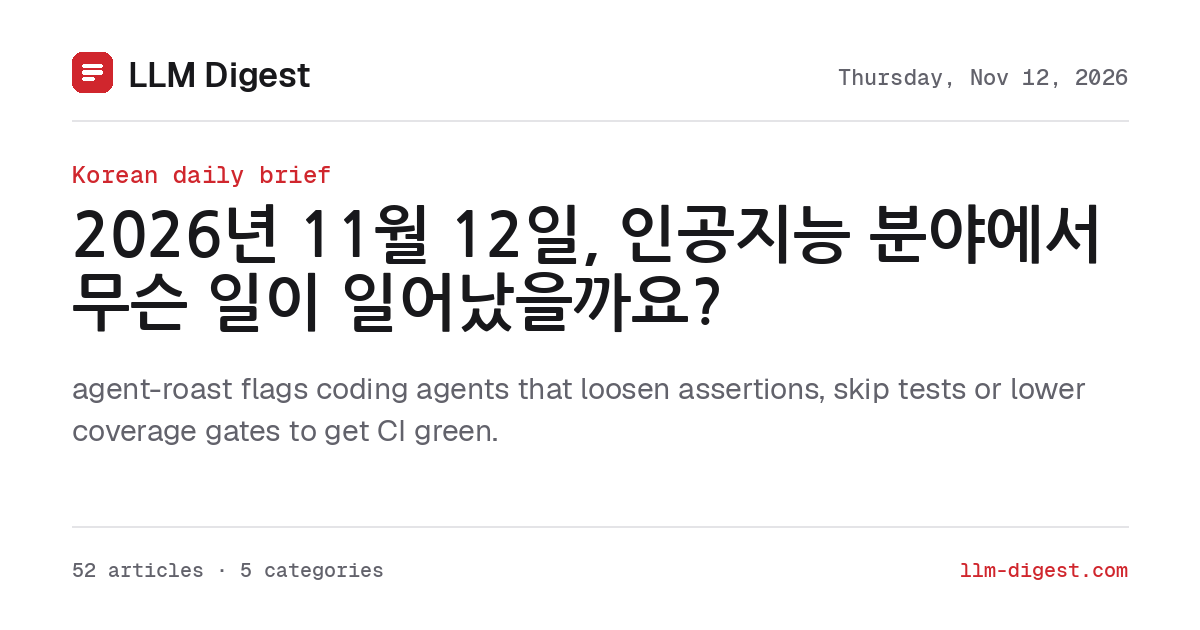 LLM Digest
Thursday, Nov 12, 2026
Korean daily brief
2026년 11월 12일, 인공지능 분야에서
무슨 일이 일어났을까요?
agent-roast flags coding agents that loosen assertions, skip tests or lower
coverage gates to get CI green.
52 articles · 5 categories
llm-digest.com